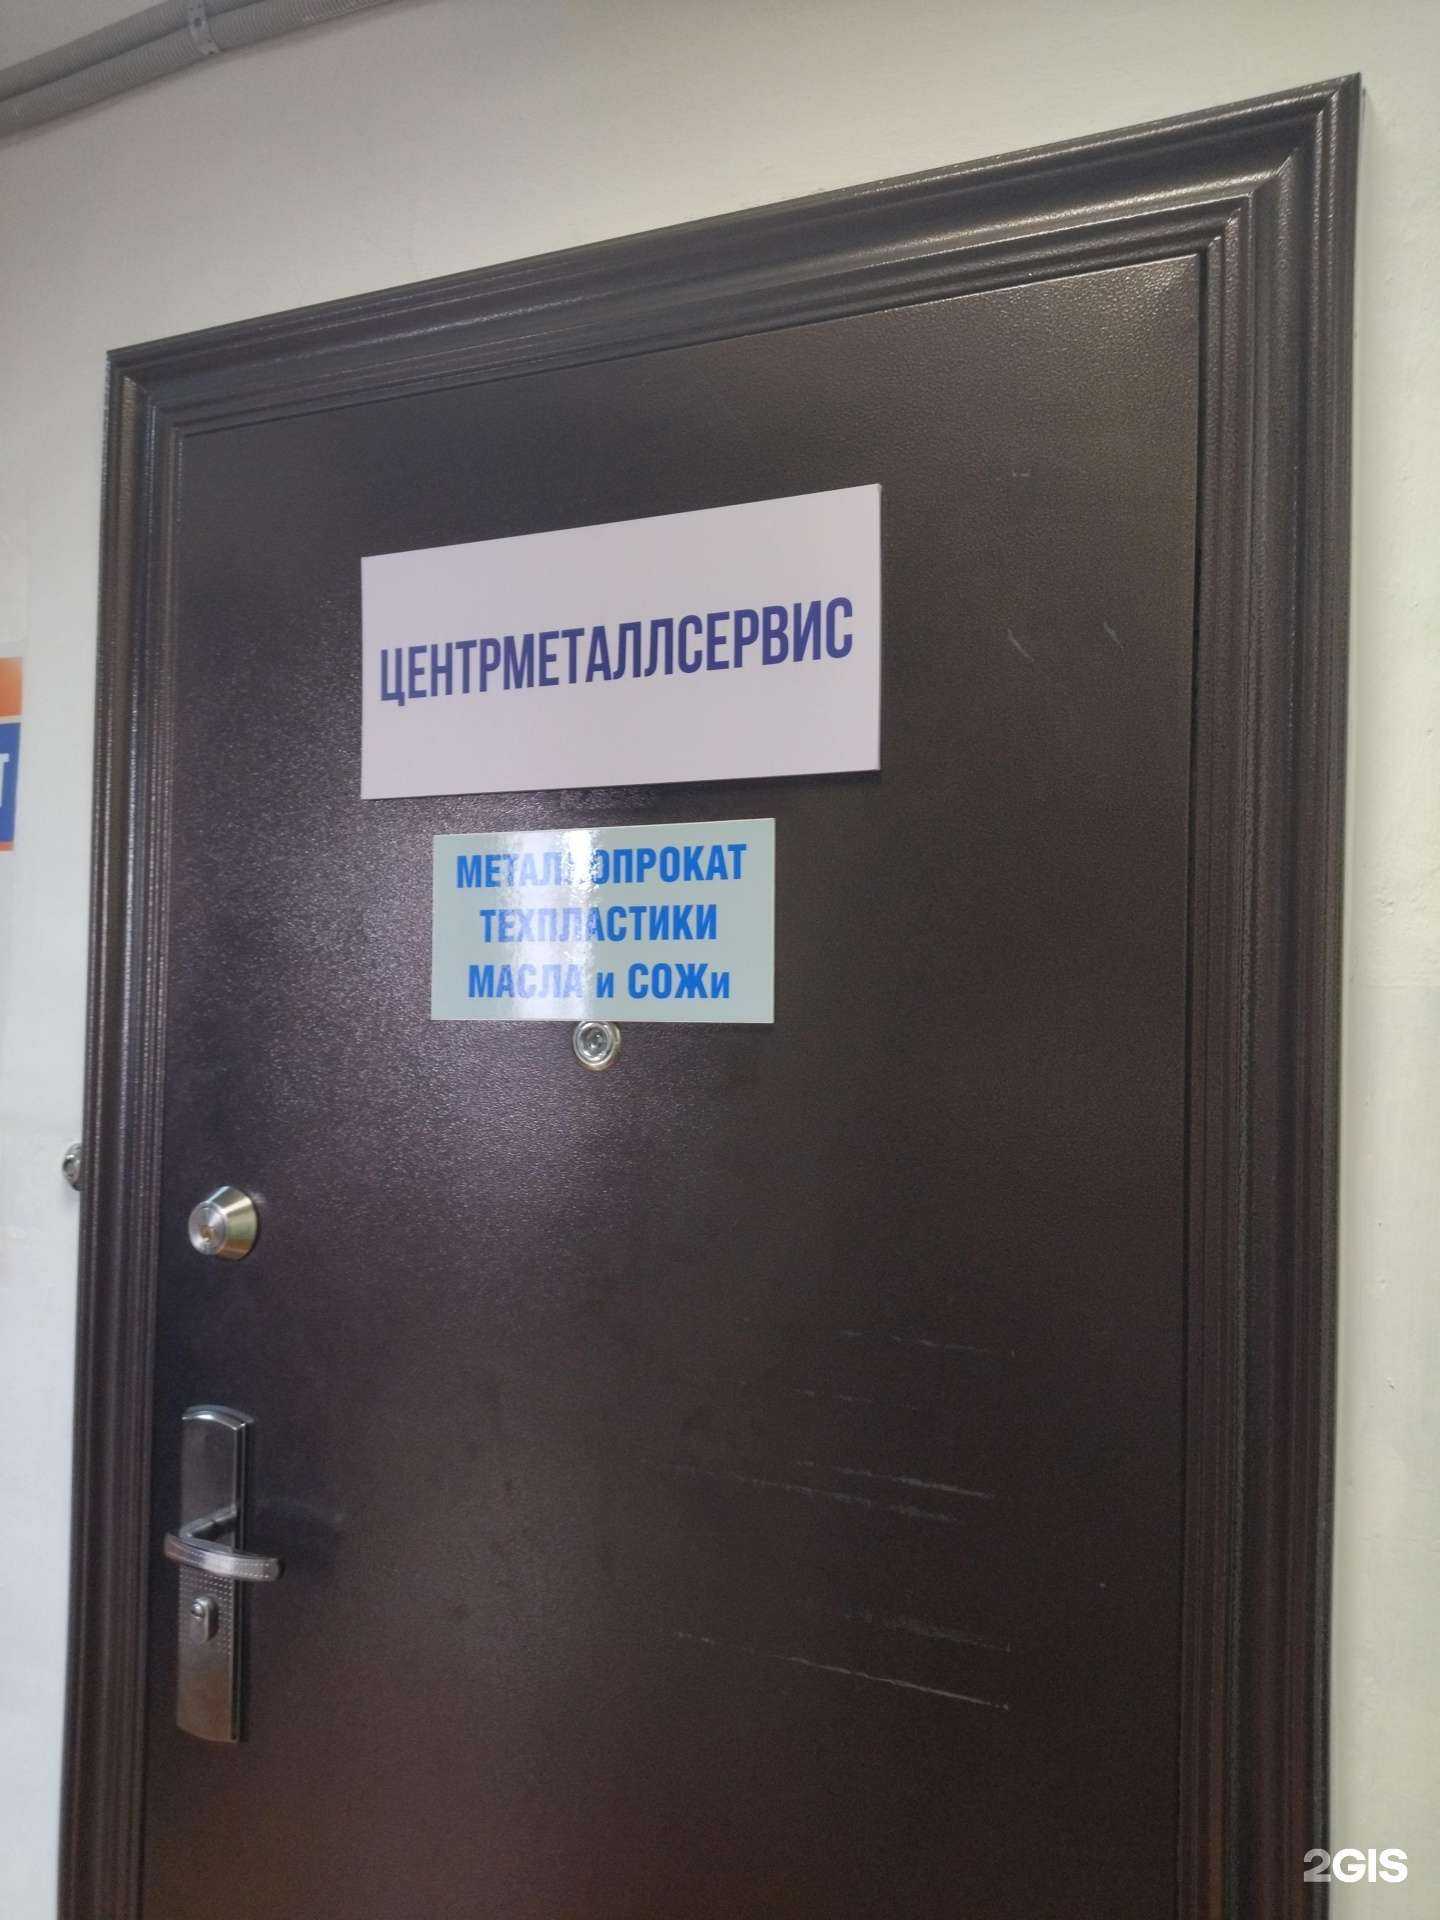 ЦЕНТРМЕТАЛЛСЕРВИС
МЕТАЛЛОПРОКАТ
ТЕХПЛАСТИКИ
МАСЛА и СОЖи
Т
2GIS